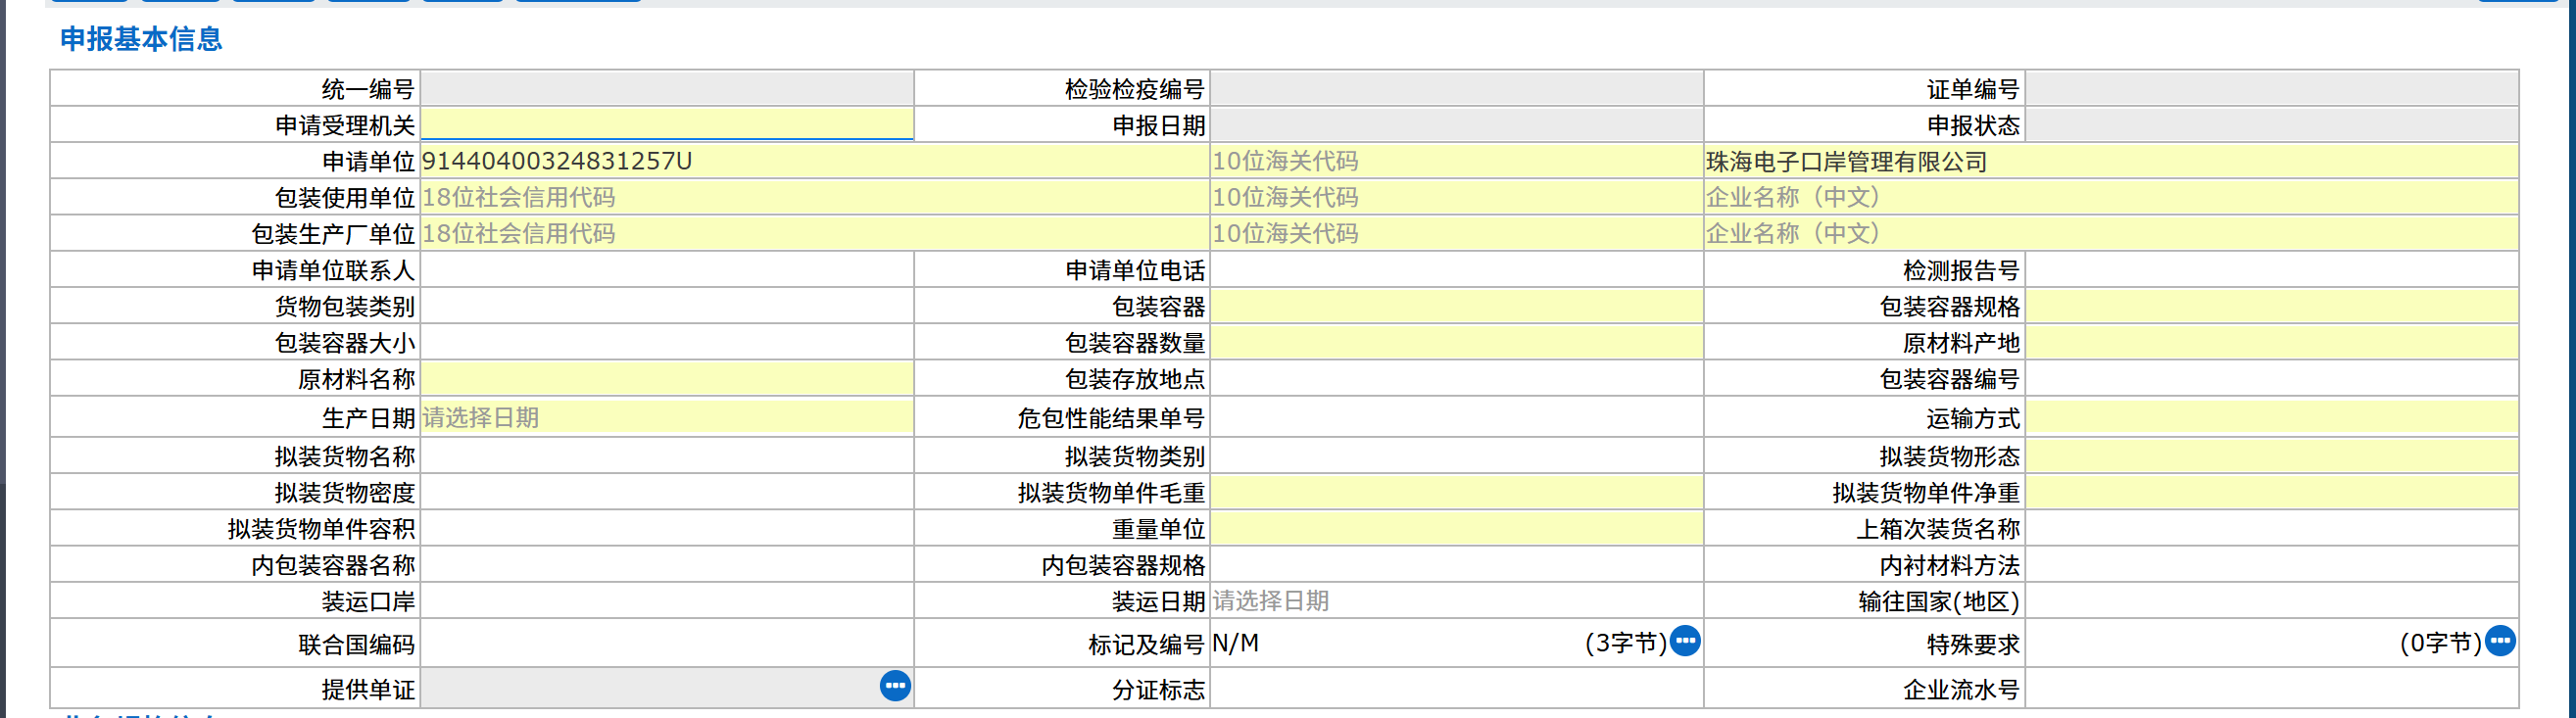 申报基本信息
统一编号 检验检疫编号 证单编号
申请受理机关 申报日期 申报状态
申请单位 91440400324831257U 10位海关代码 珠海电子口岸管理有限公司
包装使用单位 18位社会信用代码 10位海关代码 企业名称（中文）
包装生产厂单位 18位社会信用代码 10位海关代码 企业名称（中文）
申请单位联系人 申请单位电话 检测报告号
货物包装类别 包装容器 包装容器规格
包装容器大小 包装容器数量 原材料产地
原材料名称 包装存放地点 包装容器编号
生产日期 请选择日期 危包性能结果单号 运输方式
拟装货物名称 拟装货物类别 拟装货物形态
拟装货物密度 拟装货物单件毛重 拟装货物单件净重
拟装货物单件容积 重量单位 上箱次装货名称
内包装容器名称 内包装容器规格 内衬材料方法
装运口岸 装运日期 请选择日期 输往国家(地区)
联合国编码 标记及编号 N/M (3字节) 特殊要求 (0字节)
提供单证 分证标志 企业流水号